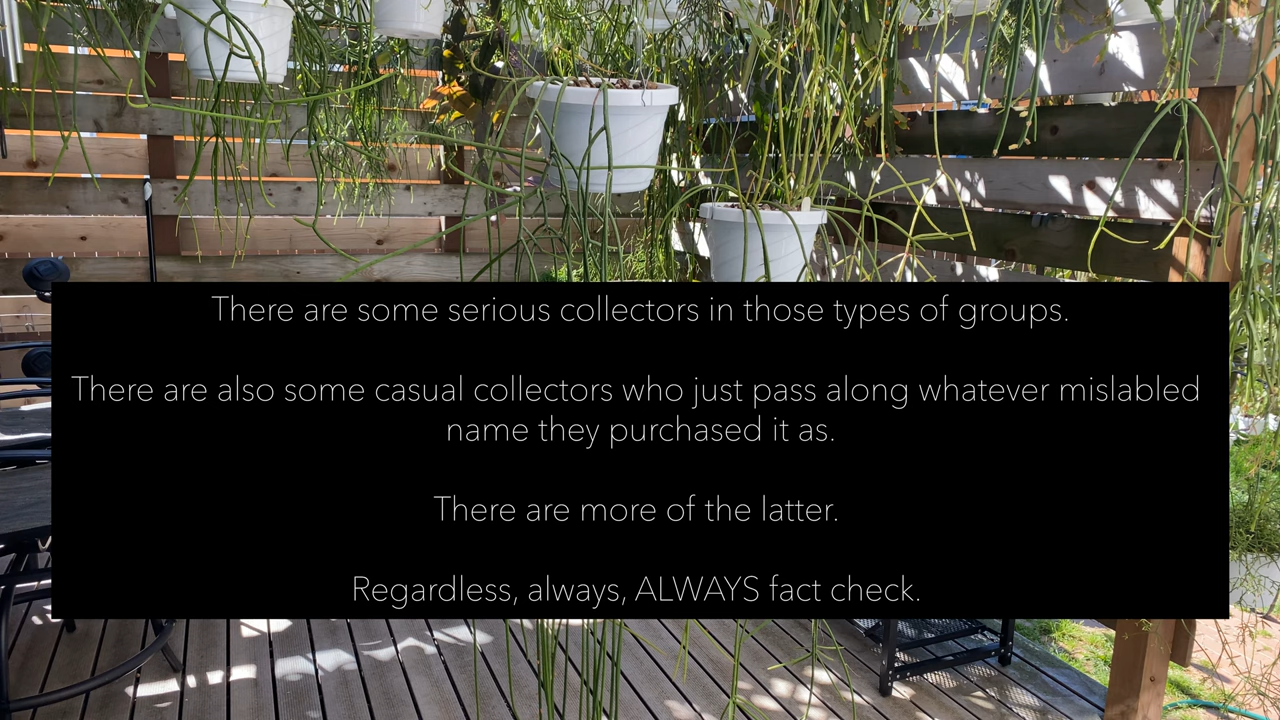 There are some serious collectors in those types of groups.
There are also some casual collectors who just pass along whatever mislabled
name they purchased it as.
There are more of the latter.
Regardless, always, ALWAYS fact check.